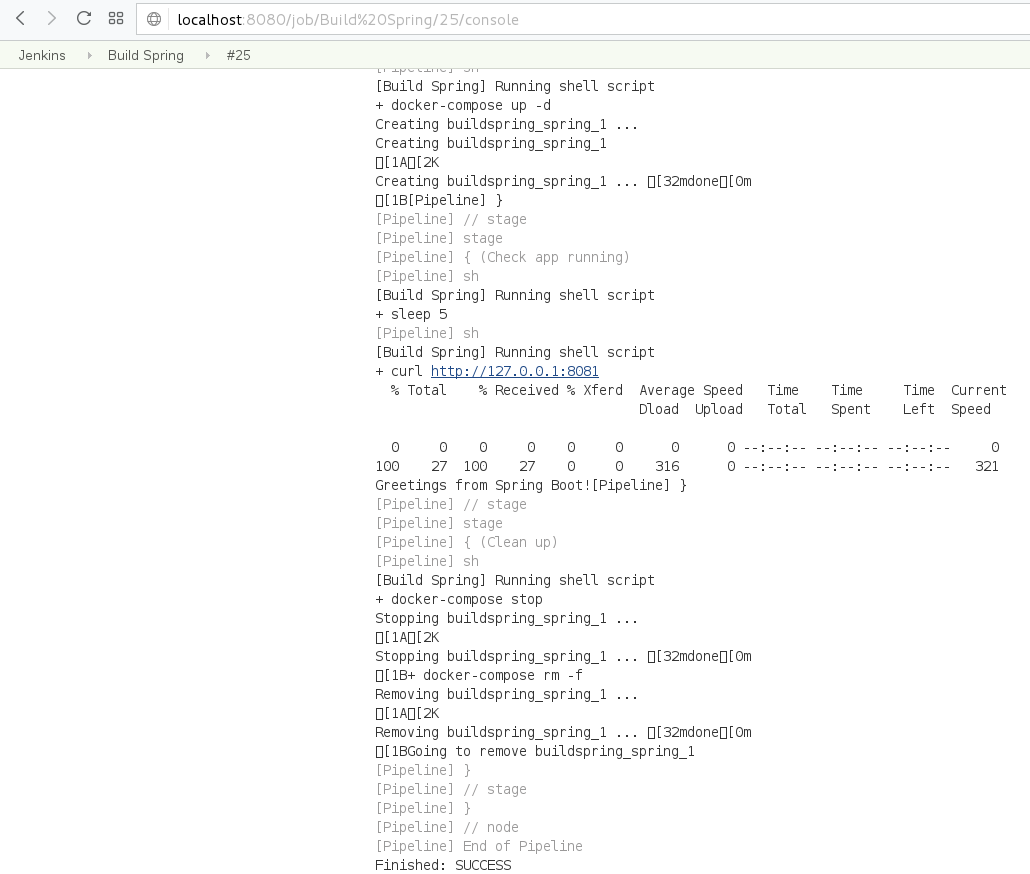 localhost:8080/job/Build%20Spring/25/console
Jenkins Build Spring #25
[Pipeline] sh
[Build Spring] Running shell script
+ docker-compose up -d
Creating buildspring_spring_1 ...
Creating buildspring_spring_1
[1A[2K
Creating buildspring_spring_1 ... [32mdone[0m
[1B[Pipeline] }
[Pipeline] // stage
[Pipeline] stage
[Pipeline] { (Check app running)
[Pipeline] sh
[Build Spring] Running shell script
+ sleep 5
[Pipeline] sh
[Build Spring] Running shell script
+ curl http://127.0.0.1:8081
% Total % Received % Xferd Average Speed Time Time Time Current
Dload Upload Total Spent Left Speed
0 0 0 0 0 0 0 0 --:--:-- --:--:-- --:--:-- 0
100 27 100 27 0 0 316 0 --:--:-- --:--:-- --:--:-- 321
Greetings from Spring Boot![Pipeline] }
[Pipeline] // stage
[Pipeline] stage
[Pipeline] { (Clean up)
[Pipeline] sh
[Build Spring] Running shell script
+ docker-compose stop
Stopping buildspring_spring_1 ...
[1A[2K
Stopping buildspring_spring_1 ... [32mdone[0m
[1B+ docker-compose rm -f
Removing buildspring_spring_1 ...
[1A[2K
Removing buildspring_spring_1 ... [32mdone[0m
[1BGoing to remove buildspring_spring_1
[Pipeline] }
[Pipeline] // stage
[Pipeline] }
[Pipeline] // node
[Pipeline] End of Pipeline
Finished: SUCCESS